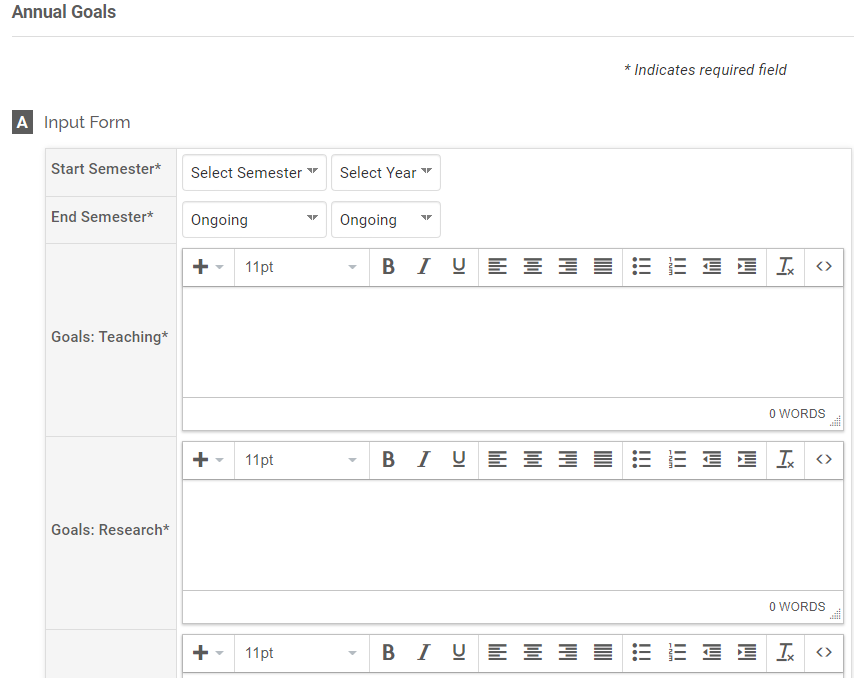 Annual Goals
* Indicates required field
A Input Form
Start Semester* Select Semester Select Year
End Semester* Ongoing Ongoing
11pt B I U
Goals: Teaching*
0 WORDS
11pt B I U
Goals: Research*
0 WORDS
11pt B I U